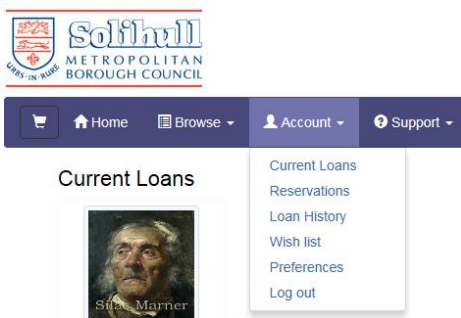 Solihull
METROPOLITAN
BOROUGH COUNCIL
URBS-IN-RURE
Home Browse Account Support
Current Loans
Current Loans
Reservations
Loan History
Wish list
Preferences
Log out
Silas Marner